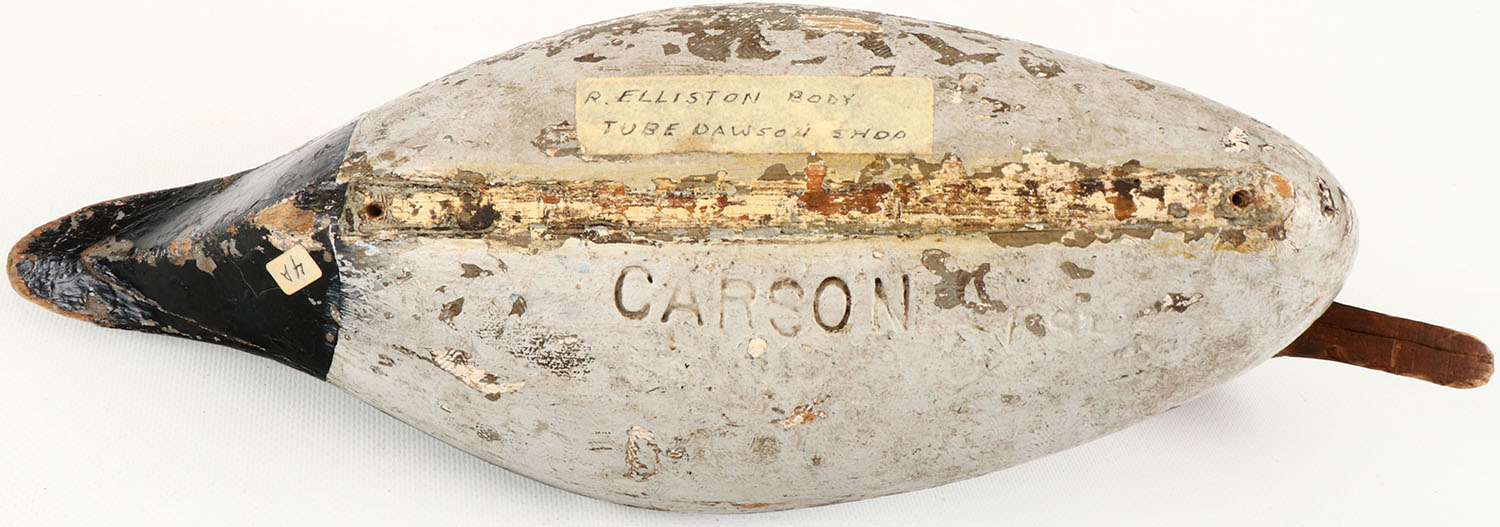 R. ELLISTON BODY
TUBE DAWSON SHOP
CARSON
4A